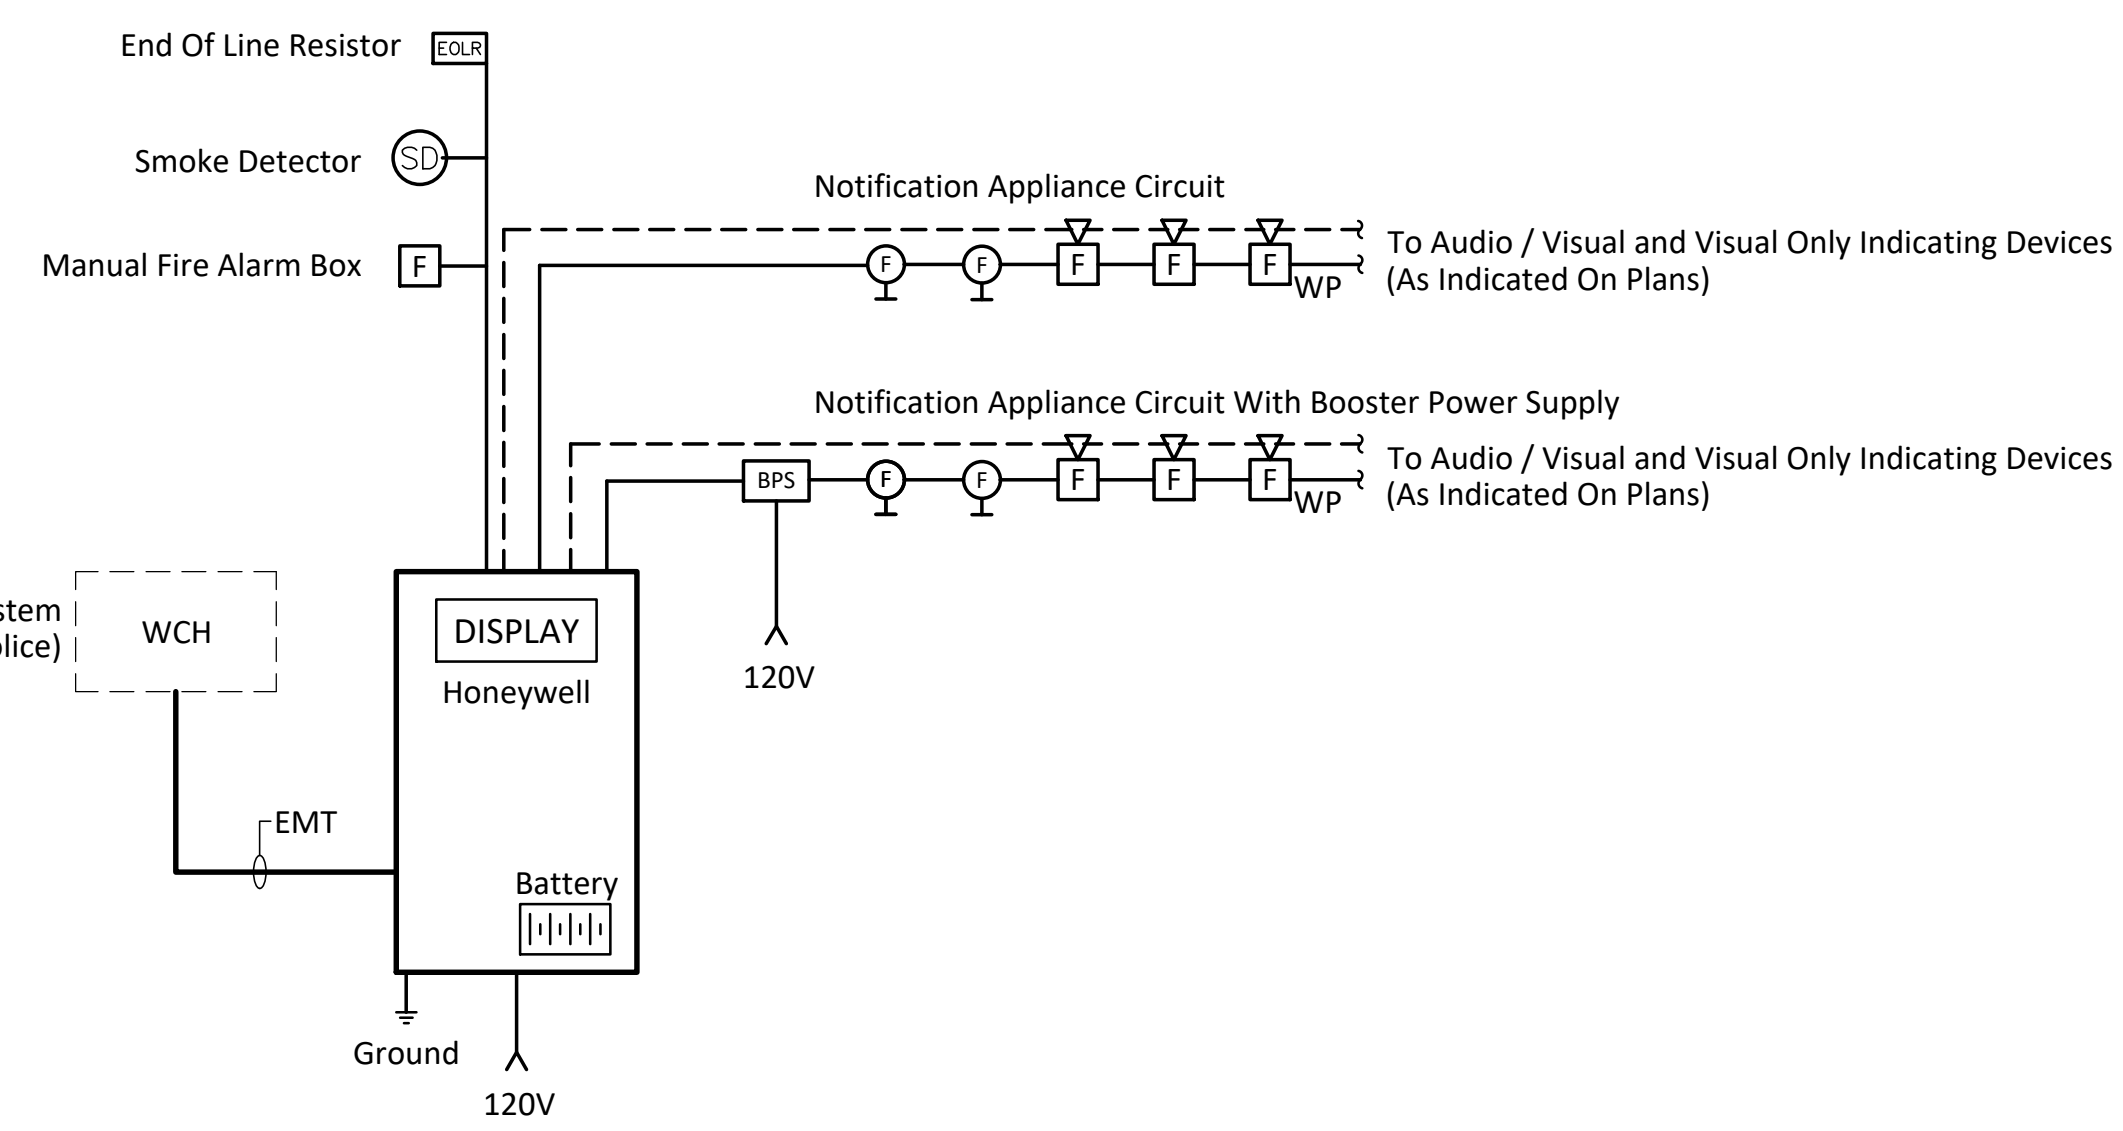 End Of Line Resistor
EOLR
Smoke Detector
SD
Notification Appliance Circuit
Manual Fire Alarm Box
F
F F F F F
WP
To Audio / Visual and Visual Only Indicating Devices
(As Indicated On Plans)
Notification Appliance Circuit With Booster Power Supply
BPS
F F F F F
WP
To Audio / Visual and Visual Only Indicating Devices
(As Indicated On Plans)
120V
WCH
DISPLAY
Honeywell
EMT
Battery
Ground
120V